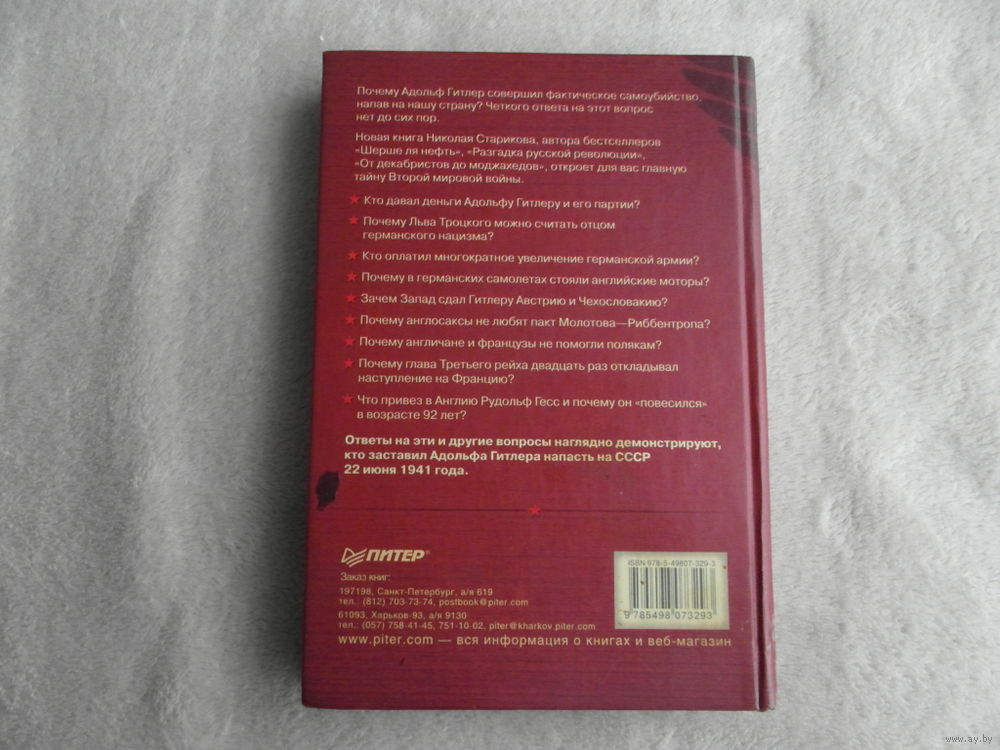 Почему Адольф Гитлер совершил фактическое самоубийство,
напав на нашу страну? Четкого ответа на этот вопрос
нет до сих пор.
Новая книга Николая Старикова, автора бестселлеров
«Шерше ля нефть», «Разгадка русской революции»,
«От декабристов до моджахедов», откроет для вас главную
тайну Второй мировой войны.
★ Кто давал деньги Адольфу Гитлеру и его партии?
★ Почему Льва Троцкого можно считать отцом
германского нацизма?
★ Кто оплатил многократное увеличение германской армии?
★ Почему в германских самолетах стояли английские моторы?
★ Зачем Запад сдал Гитлеру Австрию и Чехословакию?
★ Почему англосаксы не любят пакт Молотова—Риббентропа?
★ Почему англичане и французы не помогли полякам?
★ Почему глава Третьего рейха двадцать раз откладывал
наступление на Францию?
★ Что привез в Англию Рудольф Гесс и почему он «повесился»
в возрасте 92 лет?
Ответы на эти и другие вопросы наглядно демонстрируют,
кто заставил Адольфа Гитлера напасть на СССР
22 июня 1941 года.
ПИТЕР®
Заказ книг:
197198, Санкт-Петербург, а/я 619
тел.: (812) 703-73-74, postbook@piter.com
61093, Харьков-93, а/я 9130
тел.: (057) 758-41-45, 751-10-02, piter@kharkov.piter.com
www.piter.com — вся информация о книгах и веб-магазин
ISBN 978-5-49807-329-3
9 785498 073293
www.ay.by